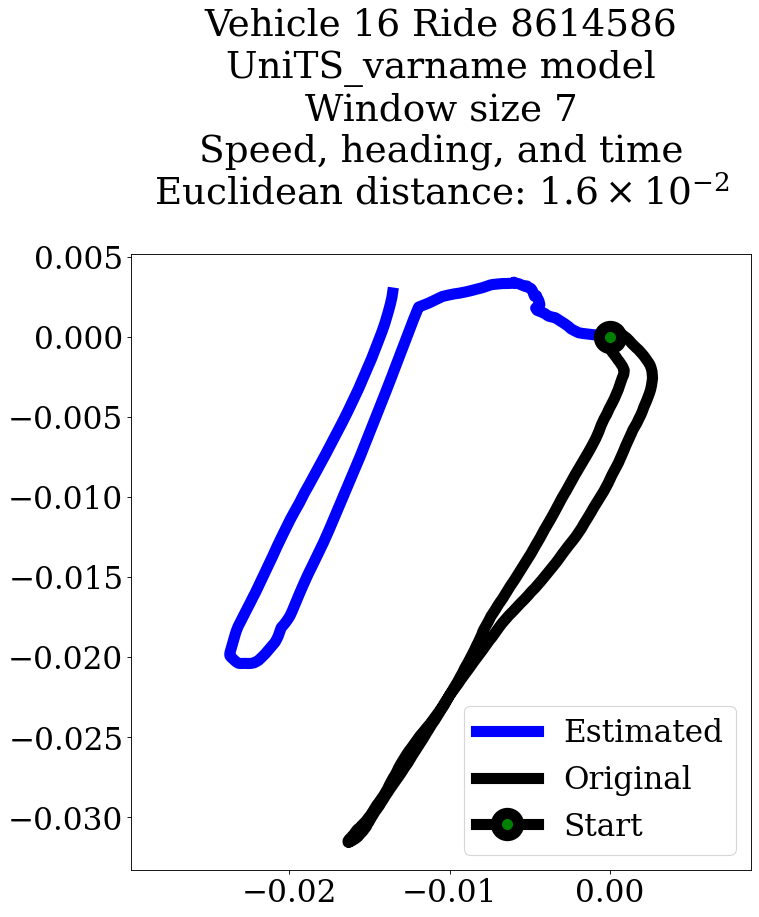 Vehicle 16 Ride 8614586
UniTS_varname model
Window size 7
Speed, heading, and time
Euclidean distance: 1.6 × 10⁻²
0.005
0.000
−0.005
−0.010
−0.015
−0.020
−0.025
−0.030
Estimated
Original
Start
−0.02 −0.01 0.00